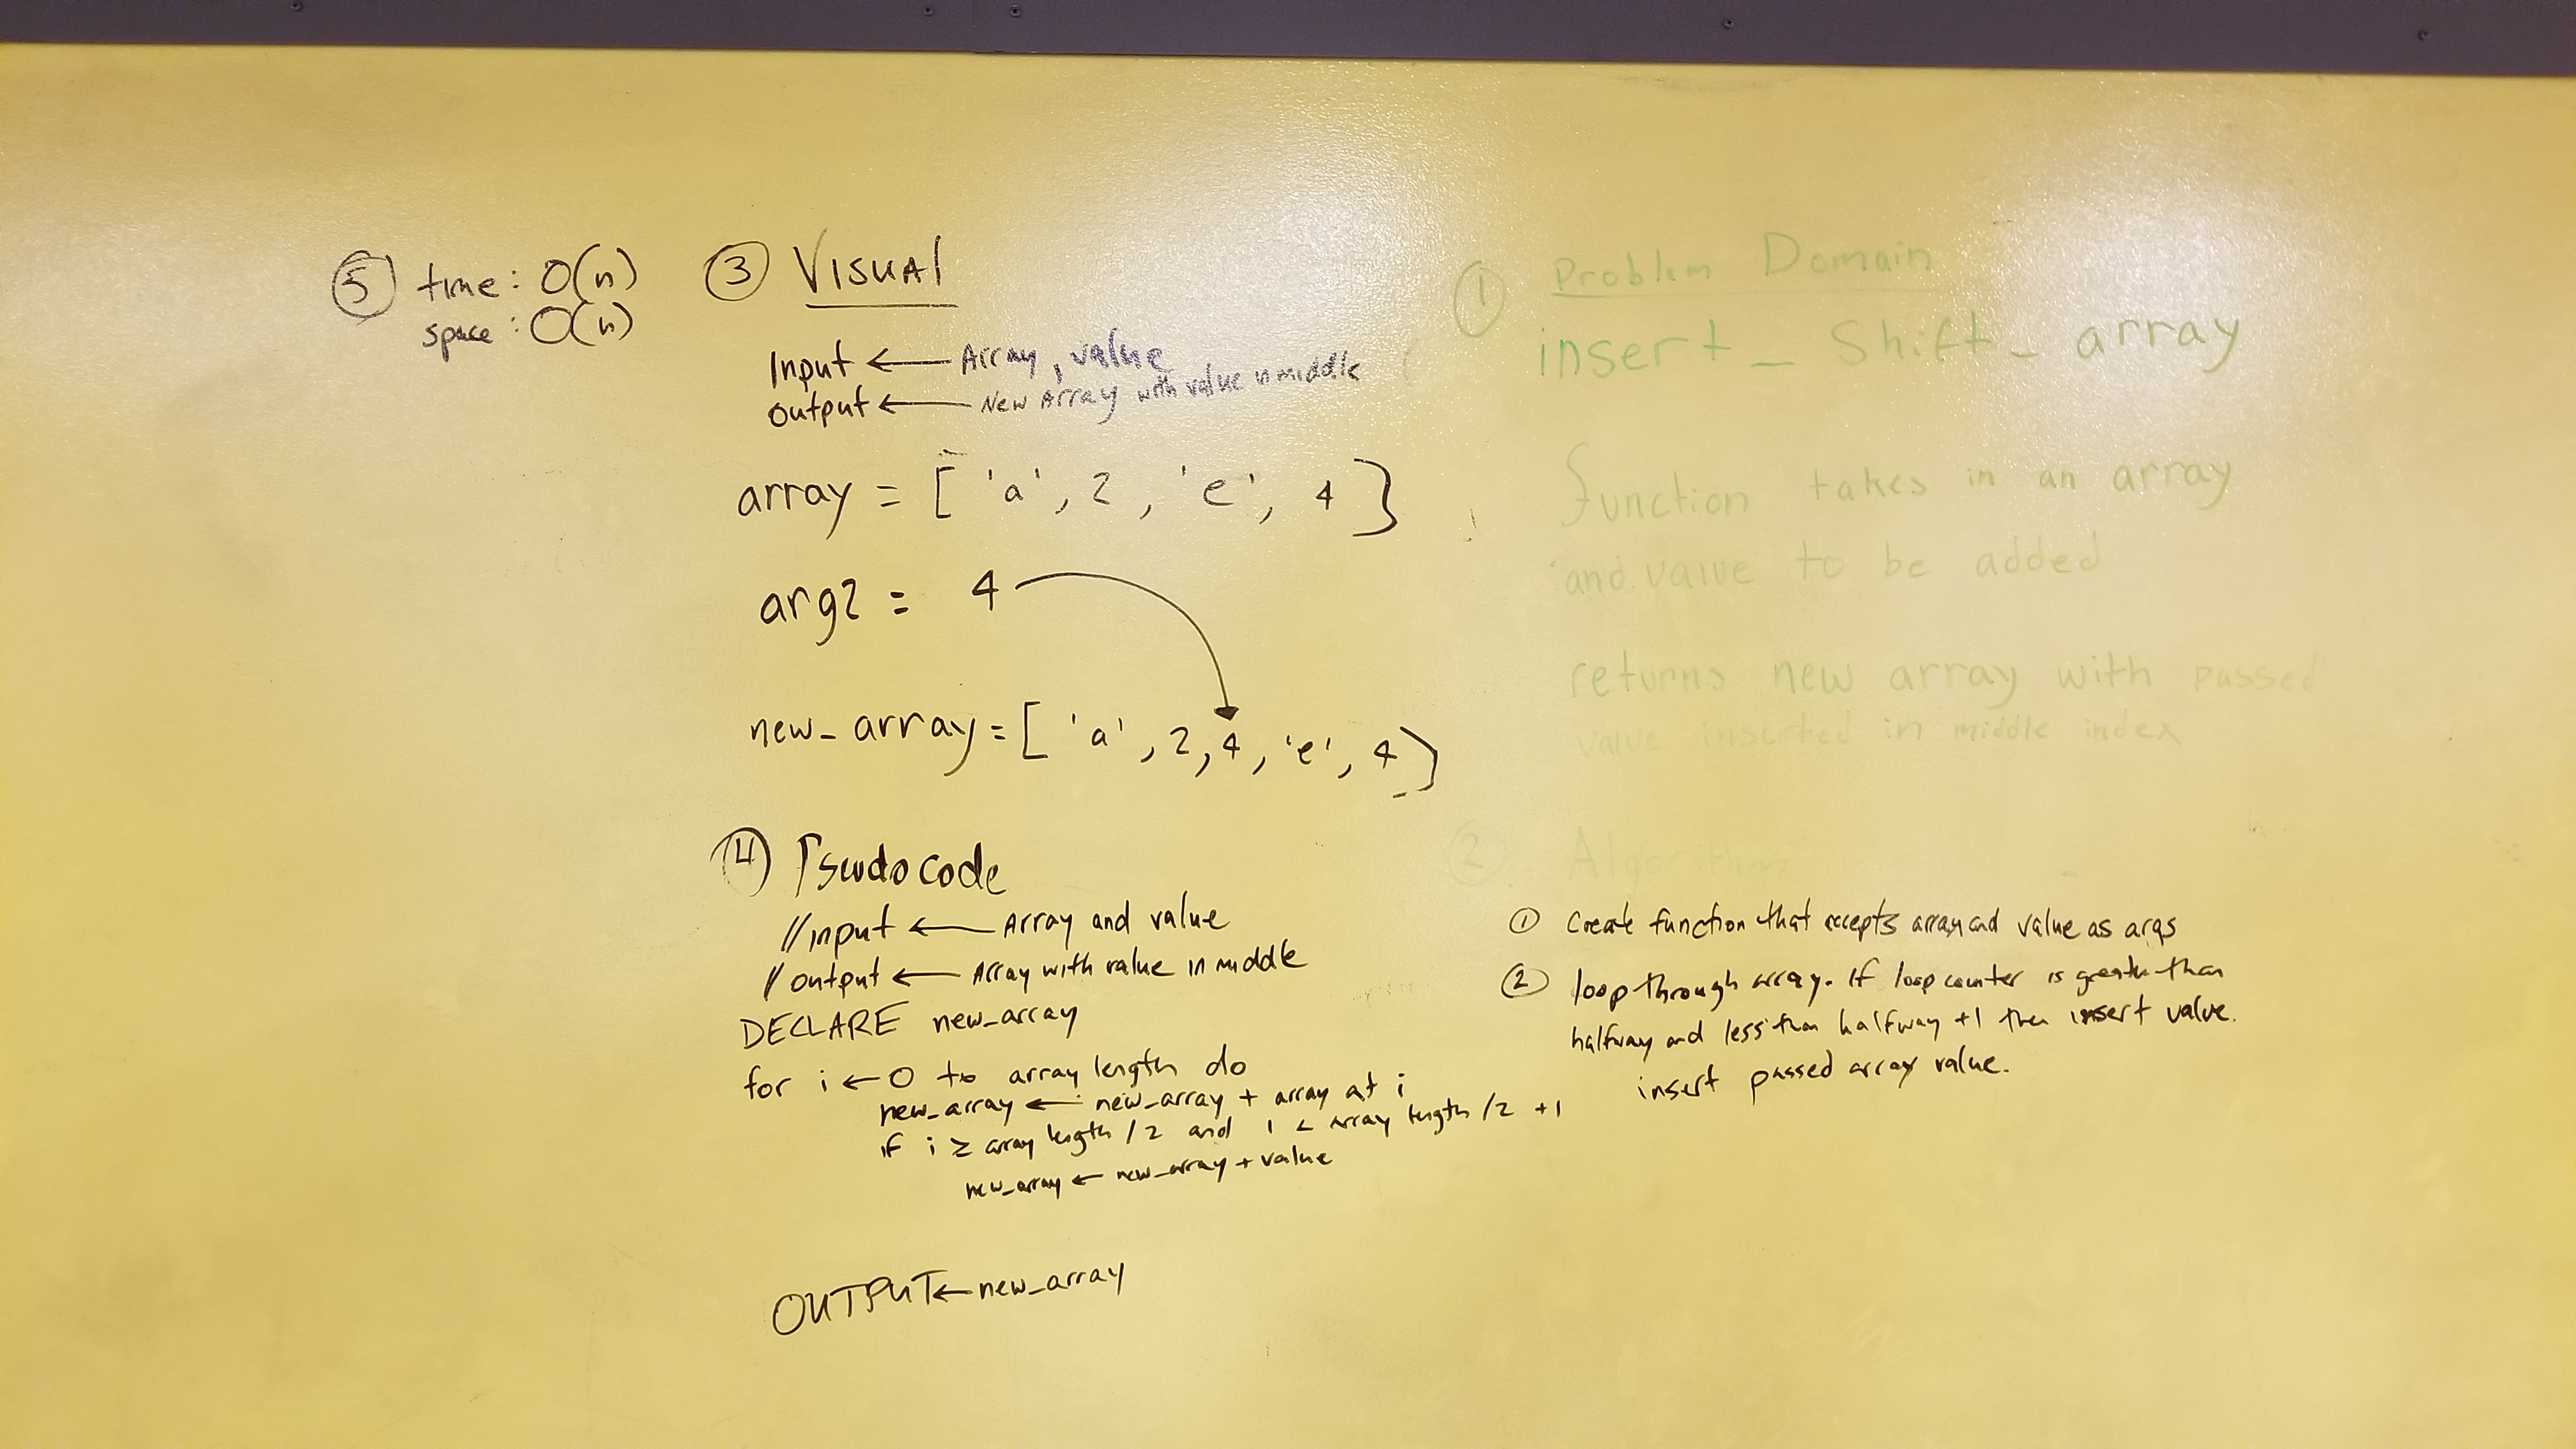 ⑤ time: O(n)
space: O(n)
③ Visual
Input ← Array, value
Output ← New Array with value in middle
array = [ 'a', 2, 'e', 4 ]
arg2 = 4
new_array = [ 'a', 2, 4, 'e', 4 ]
④ Psudo code
// input ← Array and value
// output ← Array with value in middle
DECLARE new_array
for i ← 0 to array length do
new_array ← new_array + array at i
if i ≥ array length /2 and i < array length /2 +1
new_array ← new_array + value
OUTPUT ← new_array
① Problem Domain
insert_Shift_array
function takes in an array
and value to be added
returns new array with passed
value inserted in middle index
② Algorithm
① Create function that accepts array and value as args
② loop through array. If loop counter is greater than
halfway and less than halfway +1 then insert value.
insert passed array value.